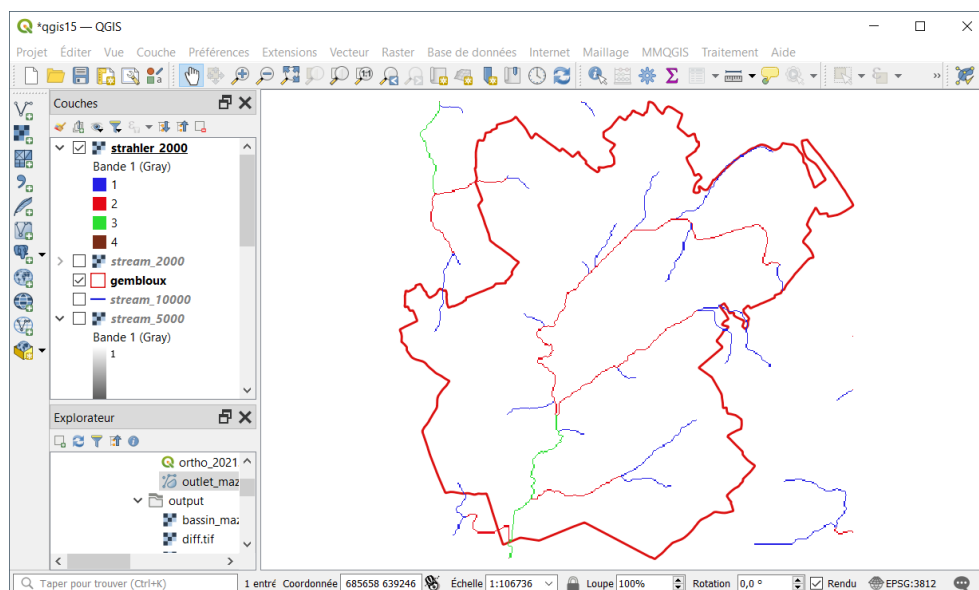 *qgis15 — QGIS
Projet Éditer Vue Couche Préférences Extensions Vecteur Raster Base de données Internet Maillage MMQGIS Traitement Aide
Couches
strahler_2000
Bande 1 (Gray)
1
2
3
4
stream_2000
gembloux
stream_10000
stream_5000
Bande 1 (Gray)
1
Explorateur
ortho_2021
outlet_maz
output
bassin_maz
diff.tif
Taper pour trouver (Ctrl+K) 1 entré Coordonnée 685658 639246 Échelle 1:106736 Loupe 100% Rotation 0,0 ° Rendu EPSG:3812